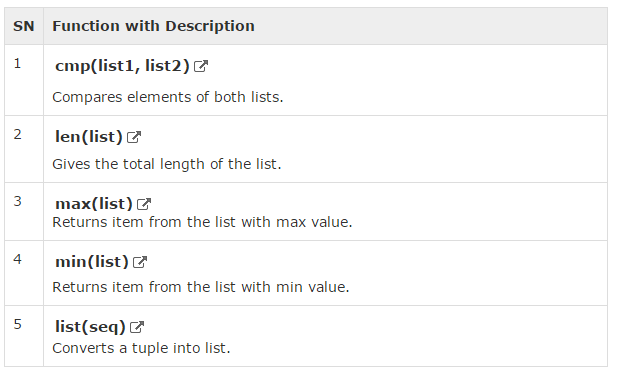 SN Function with Description
1 cmp(list1, list2)
Compares elements of both lists.
2 len(list)
Gives the total length of the list.
3 max(list)
Returns item from the list with max value.
4 min(list)
Returns item from the list with min value.
5 list(seq)
Converts a tuple into list.